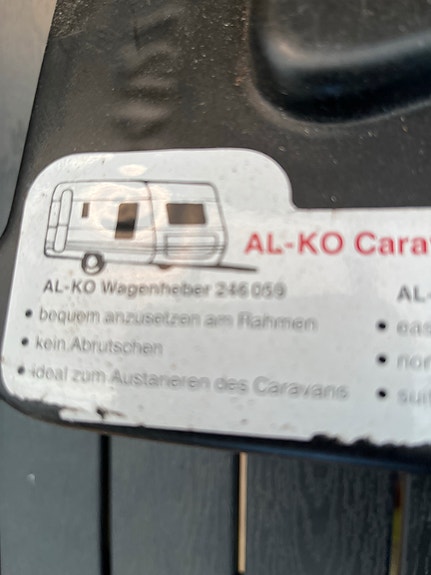 AL-KO Cara
AL-KO Wagenheber 246 059
• bequem anzusetzen am Rahmen
• kein Abrutschen
• ideal zum Austarieren des Caravans
AL-
• eas
• nor
• suit